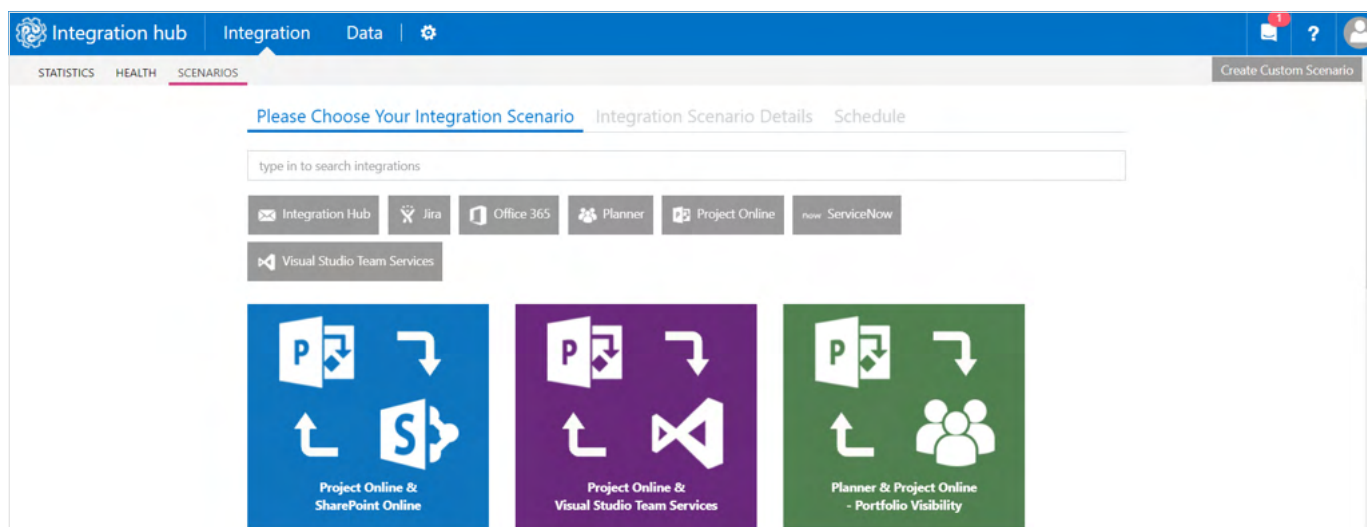 Integration hub Integration Data 1 ?
STATISTICS HEALTH SCENARIOS Create Custom Scenario
Please Choose Your Integration Scenario Integration Scenario Details Schedule
type in to search integrations
Integration Hub Jira Office 365 Planner Project Online now ServiceNow
Visual Studio Team Services
P P P
S
Project Online & Project Online & Planner & Project Online
SharePoint Online Visual Studio Team Services - Portfolio Visibility